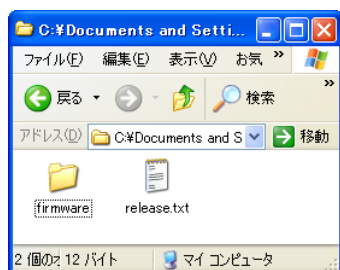 C:¥Documents and Setti...
ファイル(F) 編集(E) 表示(V) お気 »
戻る 検索 »
アドレス(D) C:¥Documents and S 移動
firmware release.txt
2 個のオ 12 バイト マイ コンピュータ